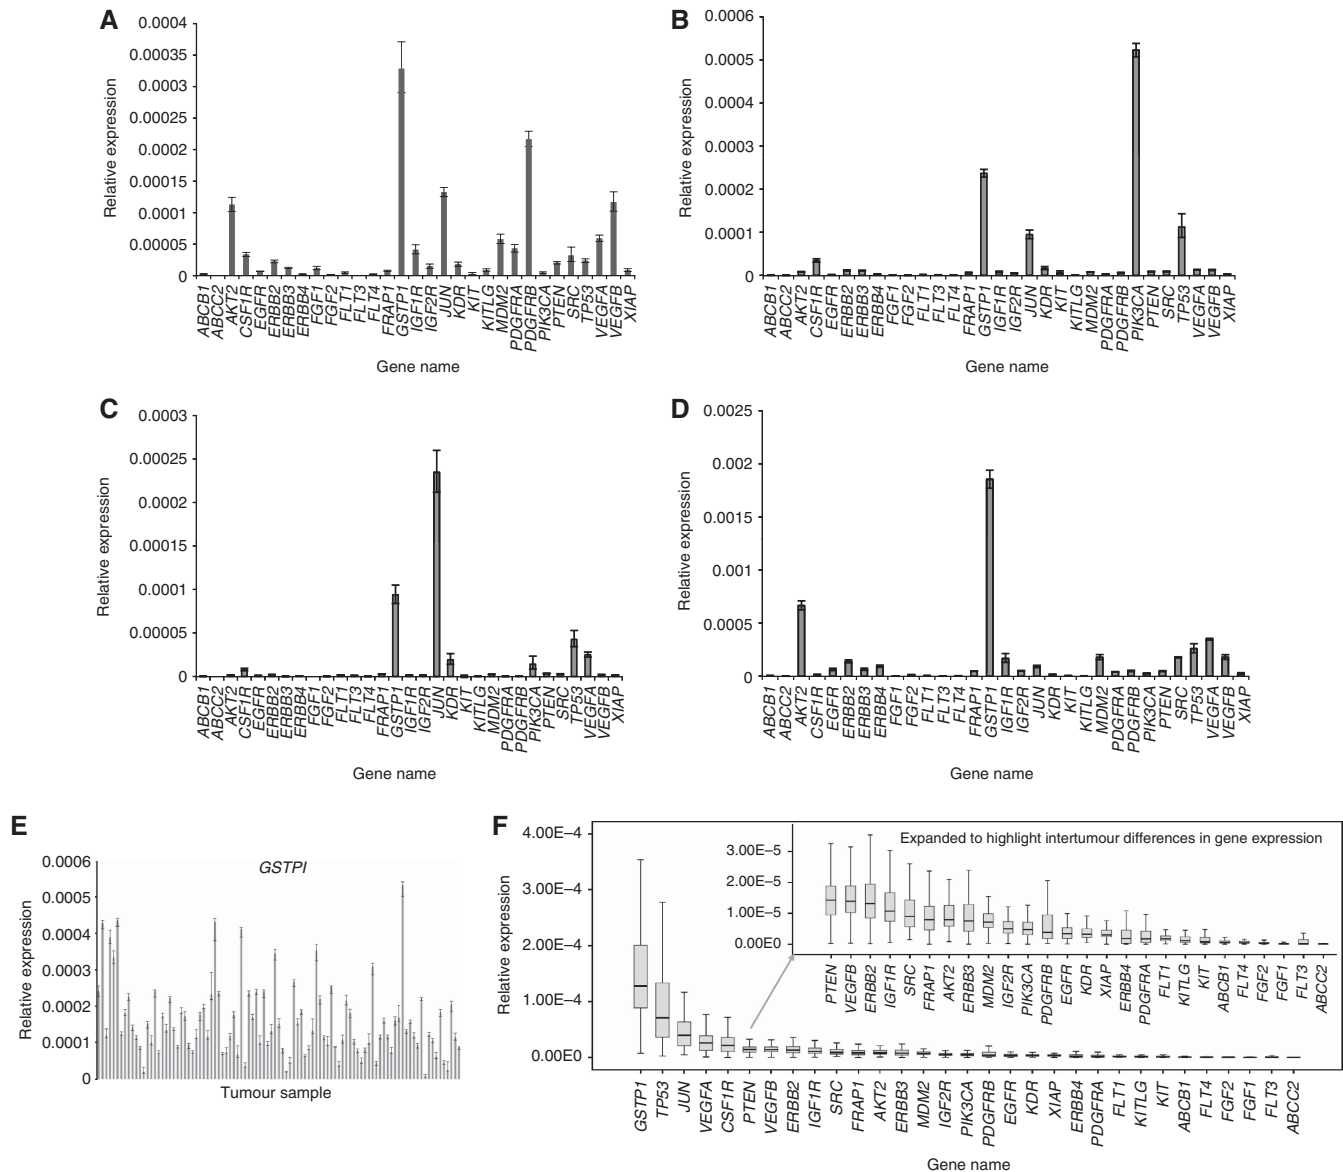 A
0.0004
0.00035
0.0003
0.00025
0.0002
0.00015
0.0001
0.00005
0
Relative expression
ABCB1
ABCC2
AKT2
CSF1R
EGFR
ERBB2
ERBB3
ERBB4
FGF1
FGF2
FLT1
FLT3
FLT4
FRAP1
GSTP1
IGF1R
IGF2R
JUN
KDR
KIT
KITLG
MDM2
PDGFRA
PDGFRB
PIK3CA
PTEN
SRC
TP53
VEGFA
VEGFB
XIAP
Gene name
B
0.0006
0.0005
0.0004
0.0003
0.0002
0.0001
0
Relative expression
ABCB1
ABCC2
AKT2
CSF1R
EGFR
ERBB2
ERBB3
ERBB4
FGF1
FGF2
FLT1
FLT3
FLT4
FRAP1
GSTP1
IGF1R
IGF2R
JUN
KDR
KIT
KITLG
MDM2
PDGFRA
PDGFRB
PIK3CA
PTEN
SRC
TP53
VEGFA
VEGFB
XIAP
Gene name
C
0.0003
0.00025
0.0002
0.00015
0.0001
0.00005
0
Relative expression
ABCB1
ABCC2
AKT2
CSF1R
EGFR
ERBB2
ERBB3
ERBB4
FGF1
FGF2
FLT1
FLT3
FLT4
FRAP1
GSTP1
IGF1R
IGF2R
JUN
KDR
KIT
KITLG
MDM2
PDGFRA
PDGFRB
PIK3CA
PTEN
SRC
TP53
VEGFA
VEGFB
XIAP
Gene name
D
0.0025
0.002
0.0015
0.001
0.0005
0
Relative expression
ABCB1
ABCC2
AKT2
CSF1R
EGFR
ERBB2
ERBB3
ERBB4
FGF1
FGF2
FLT1
FLT3
FLT4
FRAP1
GSTP1
IGF1R
IGF2R
JUN
KDR
KIT
KITLG
MDM2
PDGFRA
PDGFRB
PIK3CA
PTEN
SRC
TP53
VEGFA
VEGFB
XIAP
Gene name
E
GSTPI
0.0006
0.0005
0.0004
0.0003
0.0002
0.0001
0
Relative expression
Tumour sample
F
4.00E–4
3.00E–4
2.00E–4
1.00E–4
0.00E0
Relative expression
Expanded to highlight intertumour differences in gene expression
3.00E–5
2.00E–5
1.00E–5
0.00E0
PTEN
VEGFB
ERBB2
IGF1R
SRC
FRAP1
AKT2
ERBB3
MDM2
IGF2R
PIK3CA
PDGFRB
EGFR
KDR
XIAP
ERBB4
PDGFRA
FLT1
KITLG
KIT
ABCB1
FLT4
FGF2
FGF1
FLT3
ABCC2
GSTP1
TP53
JUN
VEGFA
CSF1R
PTEN
VEGFB
ERBB2
IGF1R
SRC
FRAP1
AKT2
ERBB3
MDM2
IGF2R
PIK3CA
PDGFRB
EGFR
KDR
XIAP
ERBB4
PDGFRA
FLT1
KITLG
KIT
ABCB1
FLT4
FGF2
FGF1
FLT3
ABCC2
Gene name